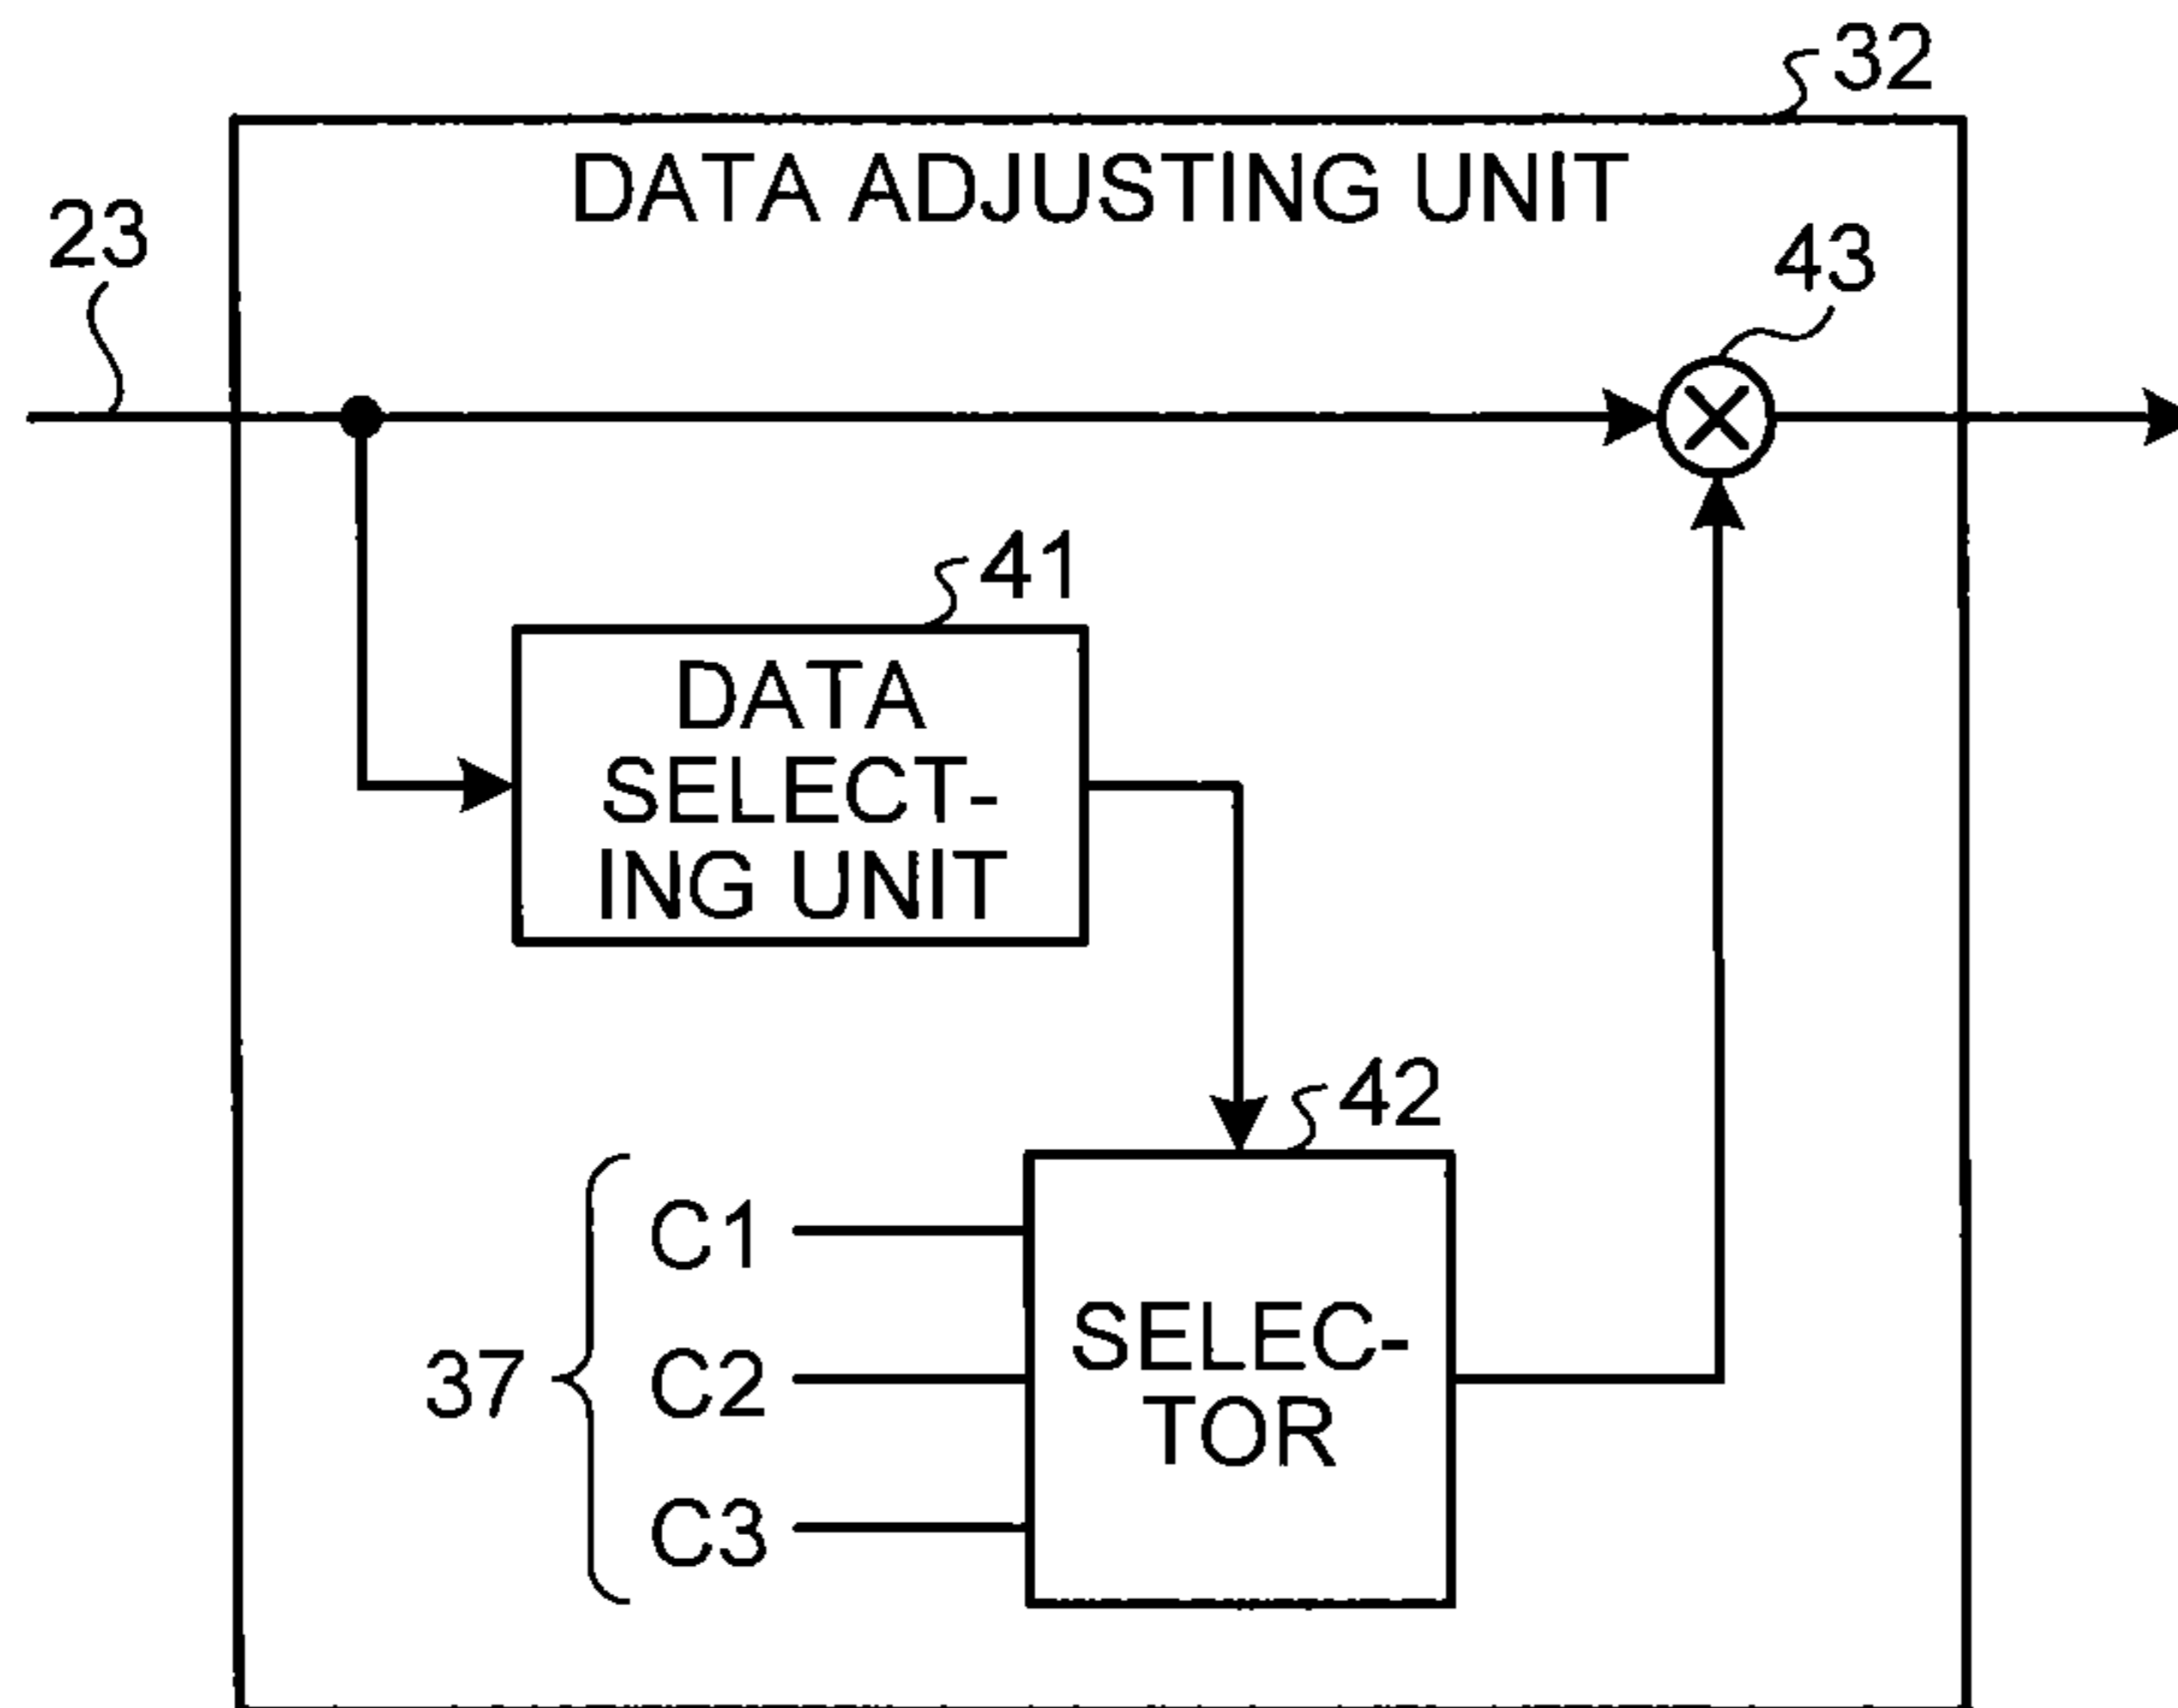 32
DATA ADJUSTING UNIT
23
43
41
DATA
SELECT-
ING UNIT
42
C1
37
C2
C3
SELEC-
TOR